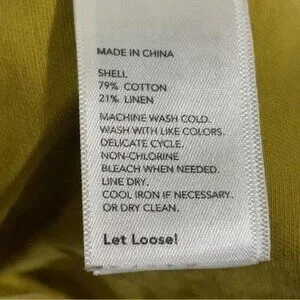 MADE IN CHINA
SHELL
79% COTTON
21% LINEN
MACHINE WASH COLD.
WASH WITH LIKE COLORS.
DELICATE CYCLE.
NON-CHLORINE
BLEACH WHEN NEEDED.
LINE DRY.
COOL IRON IF NECESSARY.
OR DRY CLEAN.
Let Loose!